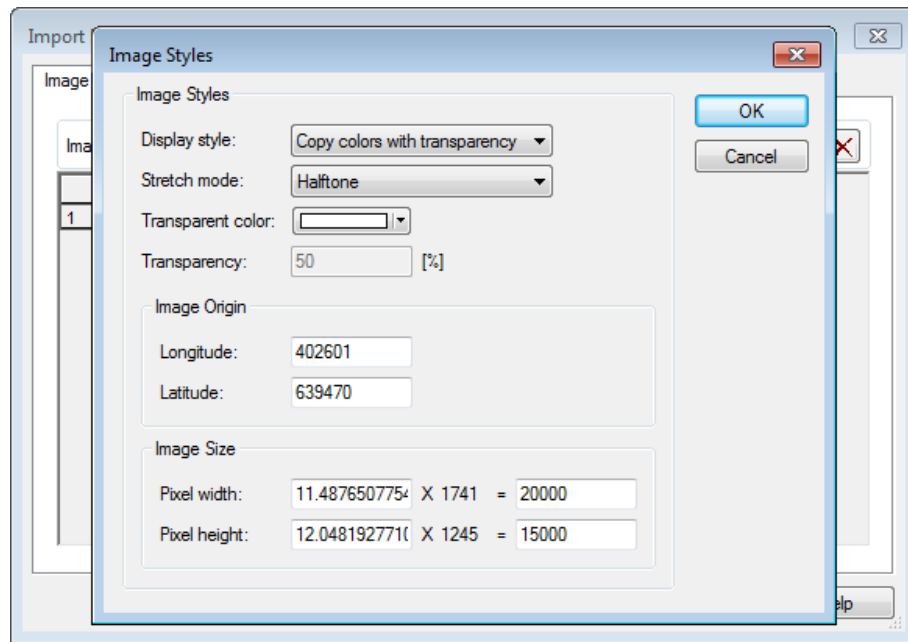 Import
Image Styles
Image
Image Styles
OK
Display style: Copy colors with transparency
Cancel
Stretch mode: Halftone
1
Transparent color:
Transparency: 50 [%]
Image Origin
Longitude: 402601
Latitude: 639470
Image Size
Pixel width: 11.4876507754 X 1741 = 20000
Pixel height: 12.0481927710 X 1245 = 15000